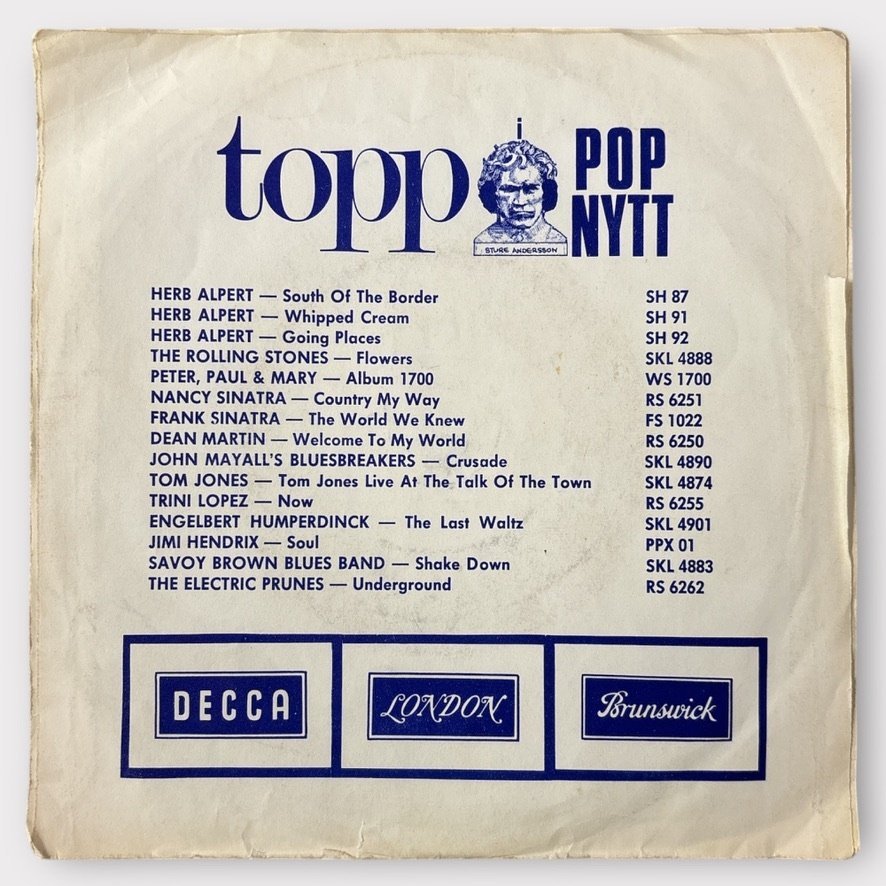 topp i POP
NYTT
STURE ANDERSSON
HERB ALPERT — South Of The Border SH 87
HERB ALPERT — Whipped Cream SH 91
HERB ALPERT — Going Places SH 92
THE ROLLING STONES — Flowers SKL 4888
PETER, PAUL & MARY — Album 1700 WS 1700
NANCY SINATRA — Country My Way RS 6251
FRANK SINATRA — The World We Knew FS 1022
DEAN MARTIN — Welcome To My World RS 6250
JOHN MAYALL'S BLUESBREAKERS — Crusade SKL 4890
TOM JONES — Tom Jones Live At The Talk Of The Town SKL 4874
TRINI LOPEZ — Now RS 6255
ENGELBERT HUMPERDINCK — The Last Waltz SKL 4901
JIMI HENDRIX — Soul PPX 01
SAVOY BROWN BLUES BAND — Shake Down SKL 4883
THE ELECTRIC PRUNES — Underground RS 6262
DECCA LONDON Brunswick